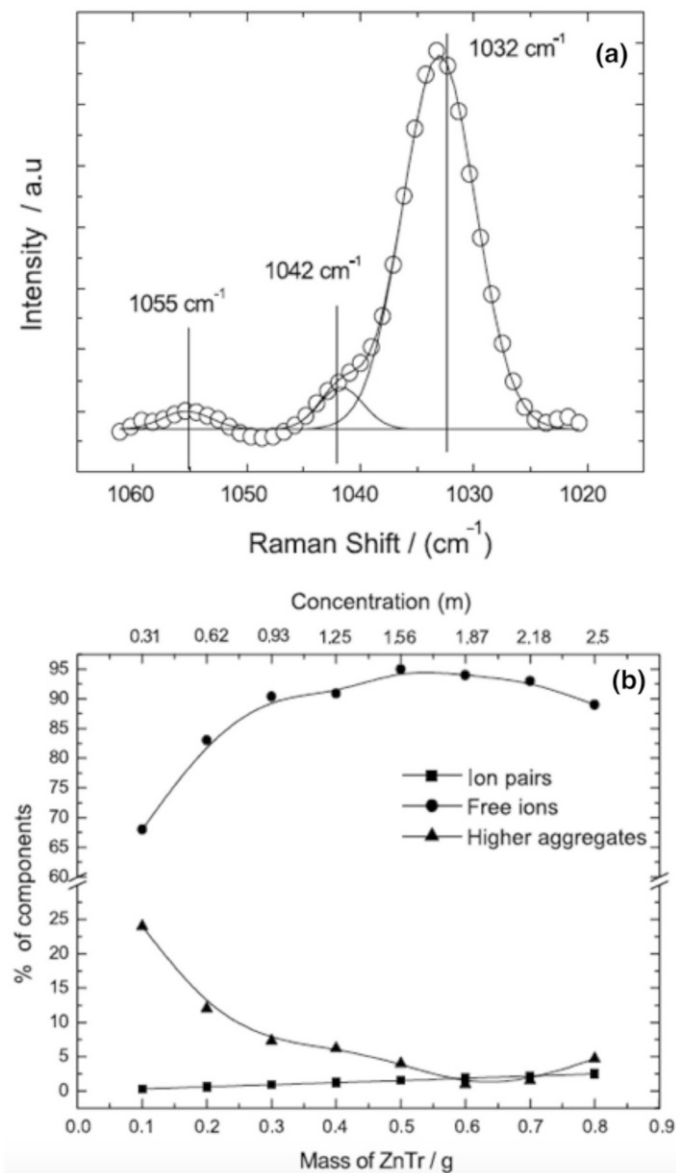 (a)
1032 cm⁻¹
1042 cm⁻¹
1055 cm⁻¹
Intensity / a.u
1060 1050 1040 1030 1020
Raman Shift / (cm⁻¹)
Concentration (m)
0.31 0.62 0.93 1.25 1.56 1.87 2.18 2.5
(b)
95
90
85
80
75
70
65
60
25
20
15
10
5
0
Ion pairs
Free ions
Higher aggregates
% of components
0.0 0.1 0.2 0.3 0.4 0.5 0.6 0.7 0.8 0.9
Mass of ZnTr / g